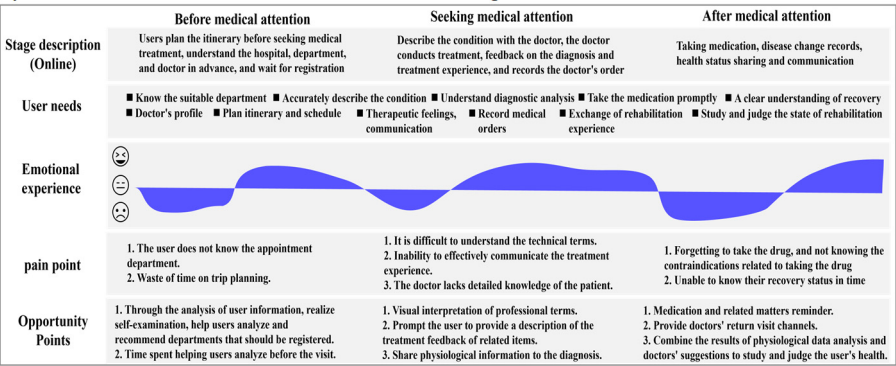 Before medical attention
Seeking medical attention
After medical attention
Stage description
(Online)
Users plan the itinerary before seeking medical
treatment, understand the hospital, department,
and doctor in advance, and wait for registration
Describe the condition with the doctor, the doctor
conducts treatment, feedback on the diagnosis and
treatment experience, and records the doctor's order
Taking medication, disease change records,
health status sharing and communication
User needs
■ Know the suitable department ■ Accurately describe the condition ■ Understand diagnostic analysis ■ Take the medication promptly ■ A clear understanding of recovery
■ Doctor's profile ■ Plan itinerary and schedule ■ Therapeutic feelings, communication ■ Record medical orders ■ Exchange of rehabilitation experience ■ Study and judge the state of rehabilitation
Emotional
experience
pain point
1. The user does not know the appointment
department.
2. Waste of time on trip planning.
1. It is difficult to understand the technical terms.
2. Inability to effectively communicate the treatment
experience.
3. The doctor lacks detailed knowledge of the patient.
1. Forgetting to take the drug, and not knowing the
contraindications related to taking the drug
2. Unable to know their recovery status in time
Opportunity
Points
1. Through the analysis of user information, realize
self-examination, help users analyze and
recommend departments that should be registered.
2. Time spent helping users analyze before the visit.
1. Visual interpretation of professional terms.
2. Prompt the user to provide a description of the
treatment feedback of related items.
3. Share physiological information to the diagnosis.
1. Medication and related matters reminder.
2. Provide doctors' return visit channels.
3. Combine the results of physiological data analysis and
doctors' suggestions to study and judge the user's health.